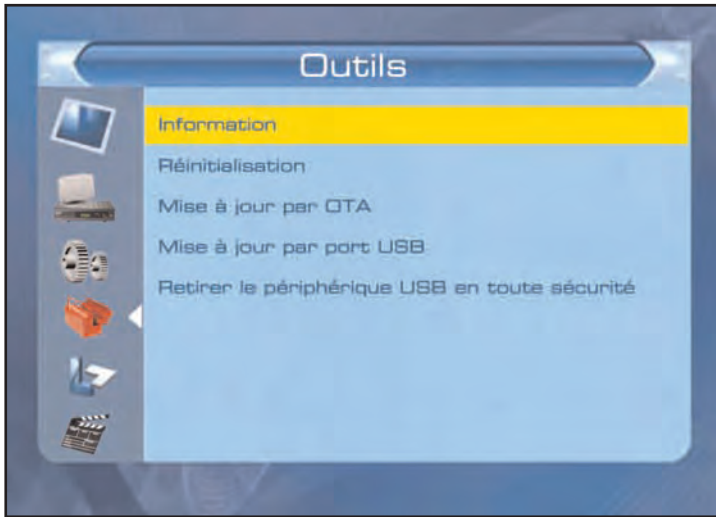 Outils
Information
Réinitialisation
Mise à jour par OTA
Mise à jour par port USB
Retirer le périphérique USB en toute sécurité